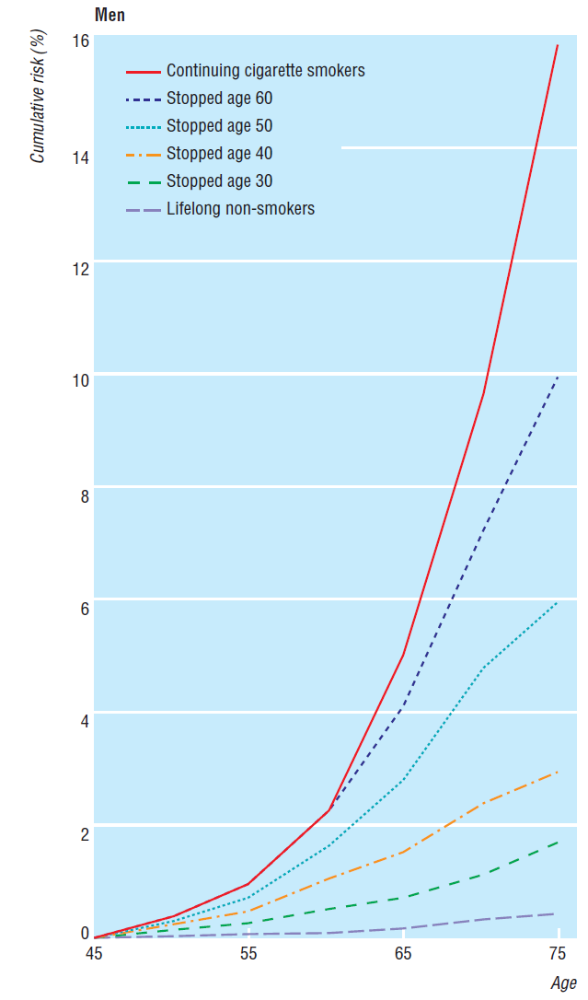 Men
Cumulative risk (%)
16
14
12
10
8
6
4
2
0
Continuing cigarette smokers
Stopped age 60
Stopped age 50
Stopped age 40
Stopped age 30
Lifelong non-smokers
45 55 65 75
Age